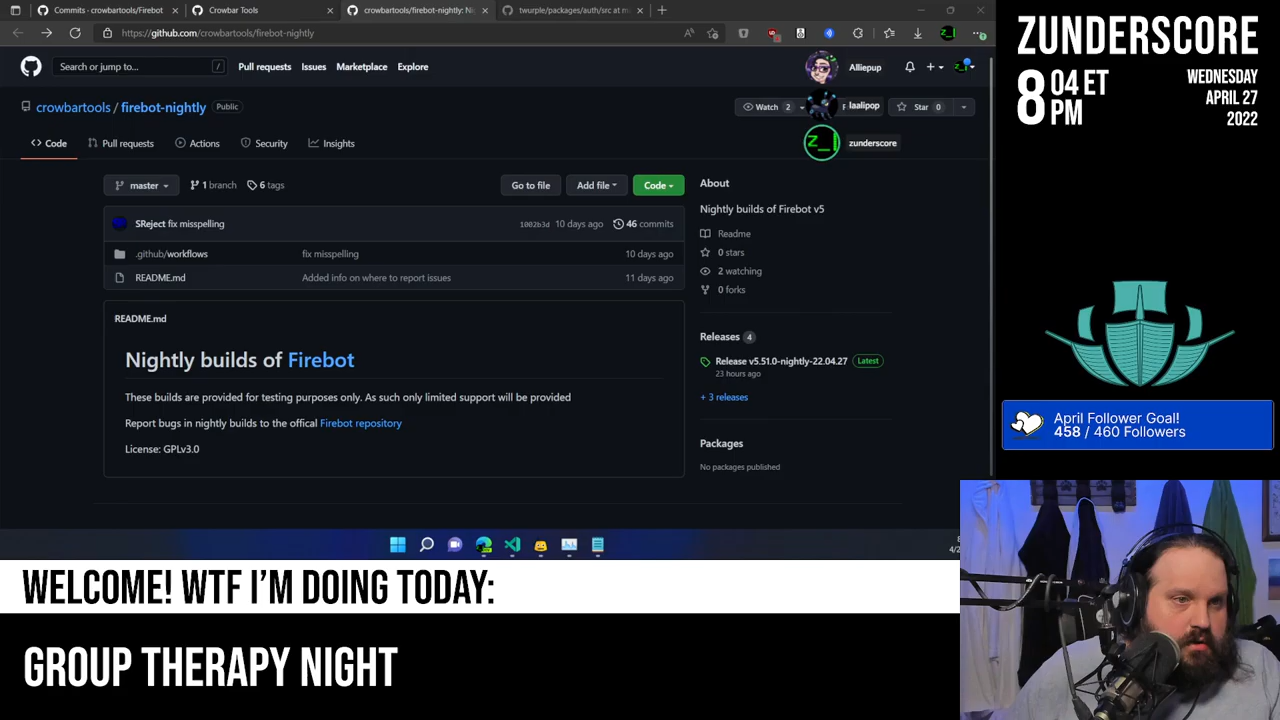 Commits · crowbartools/Firebot
Crowbar Tools
crowbartools/firebot-nightly: Ni
twurple/packages/auth/src at m
https://github.com/crowbartools/firebot-nightly
Search or jump to...
/
Pull requests
Issues
Marketplace
Explore
Alliepup
crowbartools / firebot-nightly
Public
Watch 2
laalipop
Star 0
Code
Pull requests
Actions
Security
Insights
zunderscore
master
1 branch
6 tags
Go to file
Add file
Code
About
Nightly builds of Firebot v5
SReject fix misspelling
1002b3d 10 days ago
46 commits
.github/workflows
fix misspelling
10 days ago
README.md
Added info on where to report issues
11 days ago
Readme
0 stars
2 watching
0 forks
README.md
Nightly builds of Firebot
These builds are provided for testing purposes only. As such only limited support will be provided
Report bugs in nightly builds to the offical Firebot repository
License: GPLv3.0
Releases 4
Release v5.51.0-nightly-22.04.27
Latest
23 hours ago
+ 3 releases
Packages
No packages published
ZUNDERSCORE
8 04 ET PM
WEDNESDAY
APRIL 27
2022
April Follower Goal!
458 / 460 Followers
WELCOME! WTF I'M DOING TODAY:
GROUP THERAPY NIGHT